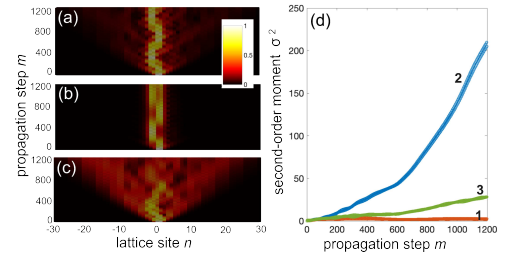 (a)
1200
800
400
0
1
0.5
0
(b)
1200
800
400
0
(c)
1200
800
400
0
-30 -20 -10 0 10 20 30
lattice site n
propagation step m
(d)
250
200
150
100
50
0
0 200 400 600 800 1000 1200
propagation step m
second-order moment σ²
2
3
1